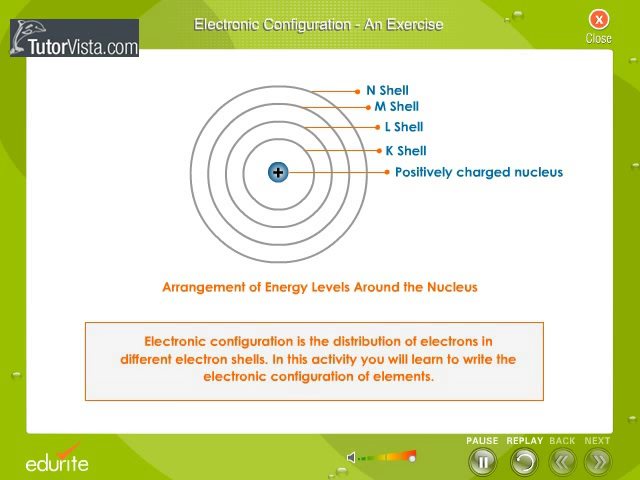 Electronic Configuration - An Exercise
X
Close
TutorVista.com
N Shell
M Shell
L Shell
K Shell
+
Positively charged nucleus
Arrangement of Energy Levels Around the Nucleus
Electronic configuration is the distribution of electrons in
different electron shells. In this activity you will learn to write the
electronic configuration of elements.
PAUSE REPLAY BACK NEXT
edurite